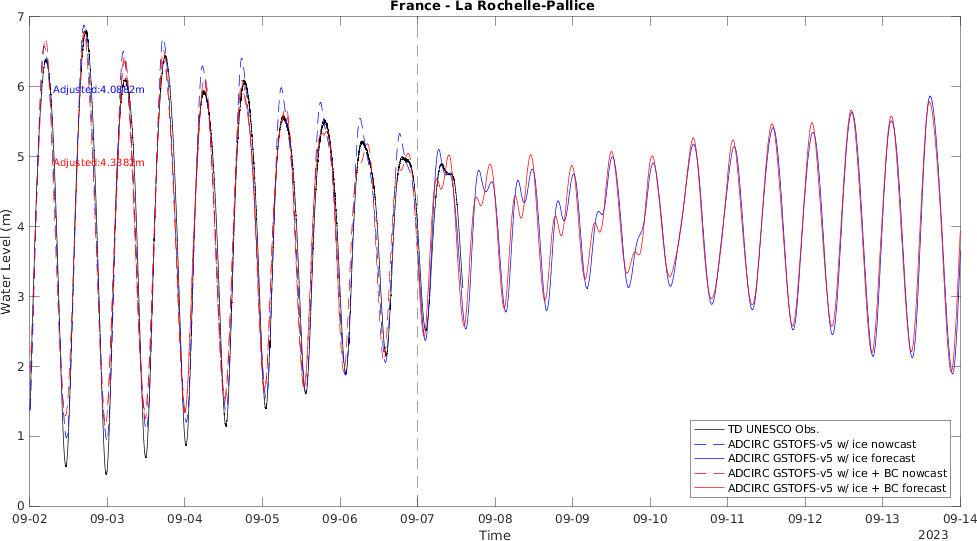 France - La Rochelle-Pallice
7
6
5
4
3
2
1
0
Water Level (m)
Adjusted:4.0882m
Adjusted:4.3382m
TD UNESCO Obs.
ADCIRC GSTOFS-v5 w/ ice nowcast
ADCIRC GSTOFS-v5 w/ ice forecast
ADCIRC GSTOFS-v5 w/ ice + BC nowcast
ADCIRC GSTOFS-v5 w/ ice + BC forecast
09-02 09-03 09-04 09-05 09-06 09-07 09-08 09-09 09-10 09-11 09-12 09-13 09-14
Time
2023